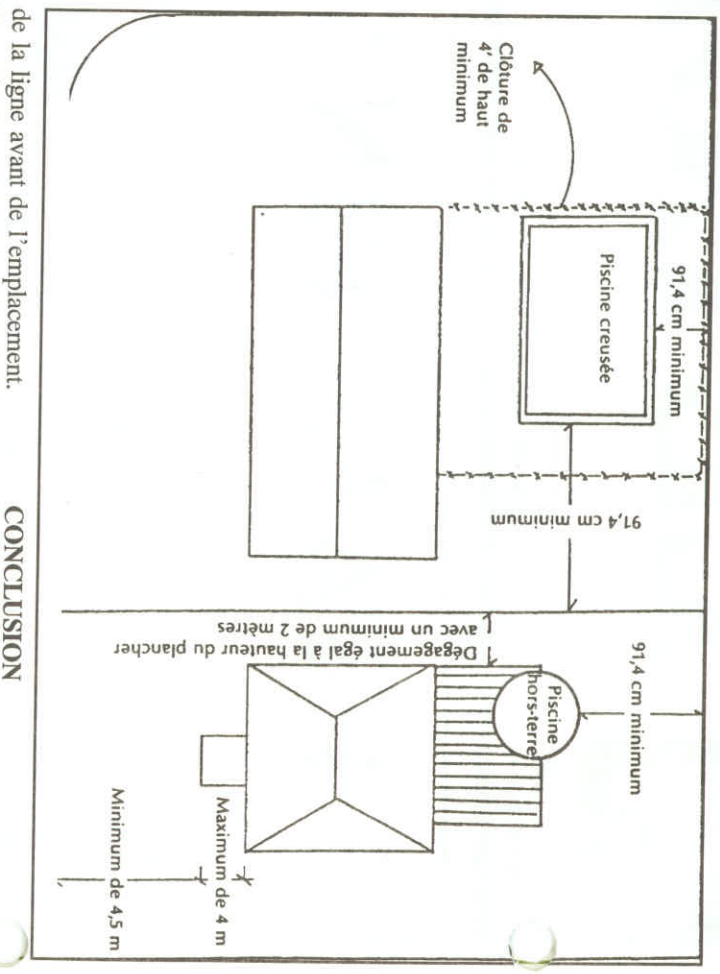 Clôture de
4' de haut
minimum
91,4 cm minimum
Piscine creusée
91,4 cm minimum
Dégagement égal à la hauteur du plancher
avec un minimum de 2 mètres
91,4 cm minimum
Piscine
hors-terre
Maximum de 4 m
Minimum de 4,5 m
de la ligne avant de l'emplacement.
CONCLUSION